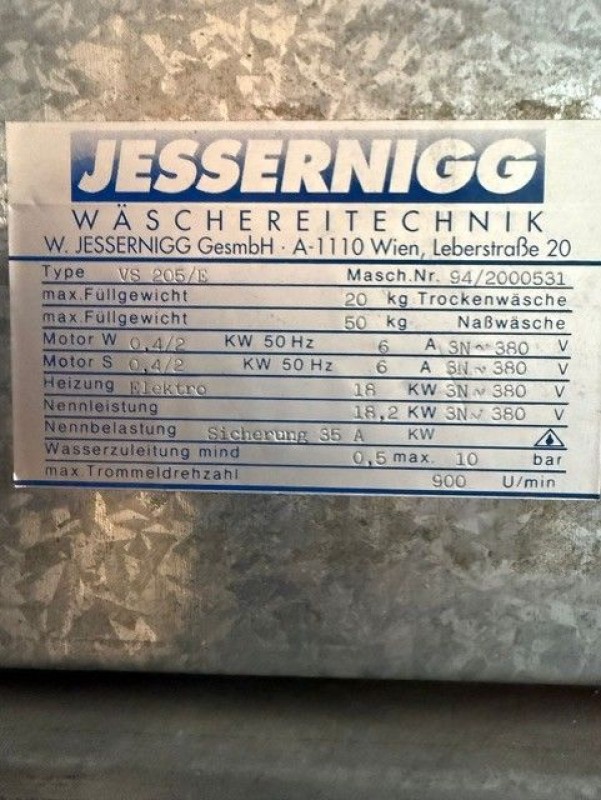 JESSERNIGG
WÄSCHEREITECHNIK
W. JESSERNIGG GesmbH · A-1110 Wien, Leberstraße 20
Type VS 205/E Masch.Nr. 94/2000531
max.Füllgewicht 20 kg Trockenwäsche
max.Füllgewicht 50 kg Naßwäsche
Motor W 0,4/2 KW 50 Hz 6 A 3N~380 V
Motor S 0,4/2 KW 50 Hz 6 A 3N~380 V
Heizung Elektro 18 KW 3N~380 V
Nennleistung 18,2 KW 3N~380 V
Nennbelastung Sicherung 35 A KW
Wasserzuleitung mind 0,5 max. 10 bar
max.Trommeldrehzahl 900 U/min